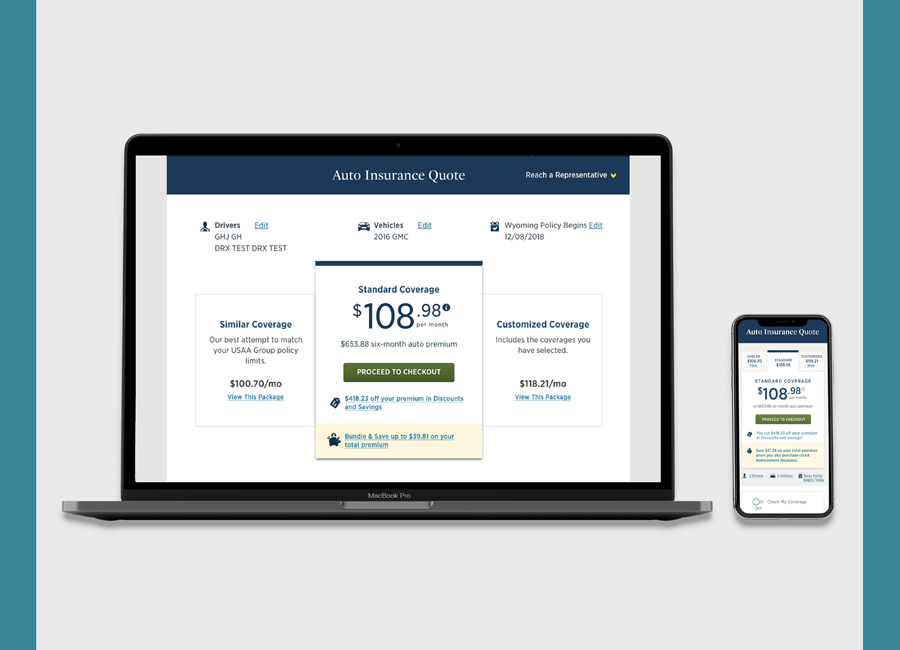 Auto Insurance Quote
Reach a Representative
Drivers Edit
GHJ GH
DRX TEST DRX TEST
Vehicles Edit
2016 GMC
Wyoming Policy Begins Edit
12/08/2018
Similar Coverage
Our best attempt to match
your USAA Group policy
limits.
$100.70/mo
View This Package
Standard Coverage
$108.98
per month
$653.88 six-month auto premium
PROCEED TO CHECKOUT
$418.23 off your premium in Discounts
and Savings
Bundle & Save up to $39.81 on your
total premium
Customized Coverage
Includes the coverages you
have selected.
$118.21/mo
View This Package
MacBook Pro
Auto Insurance Quote
SIMILAR
$100.70
View
STANDARD
$108.98
CUSTOMIZED
$118.21
View
STANDARD COVERAGE
$108.98
per month
PROCEED TO CHECKOUT
You cut $418.23 off your premium
in Discounts and Savings!
Save $21.24 on your total premium
when you also purchase USAA
Homeowners Insurance.
2 Drivers
2 Vehicles
Texas Policy
Begins Today
Check My Coverage
OFF